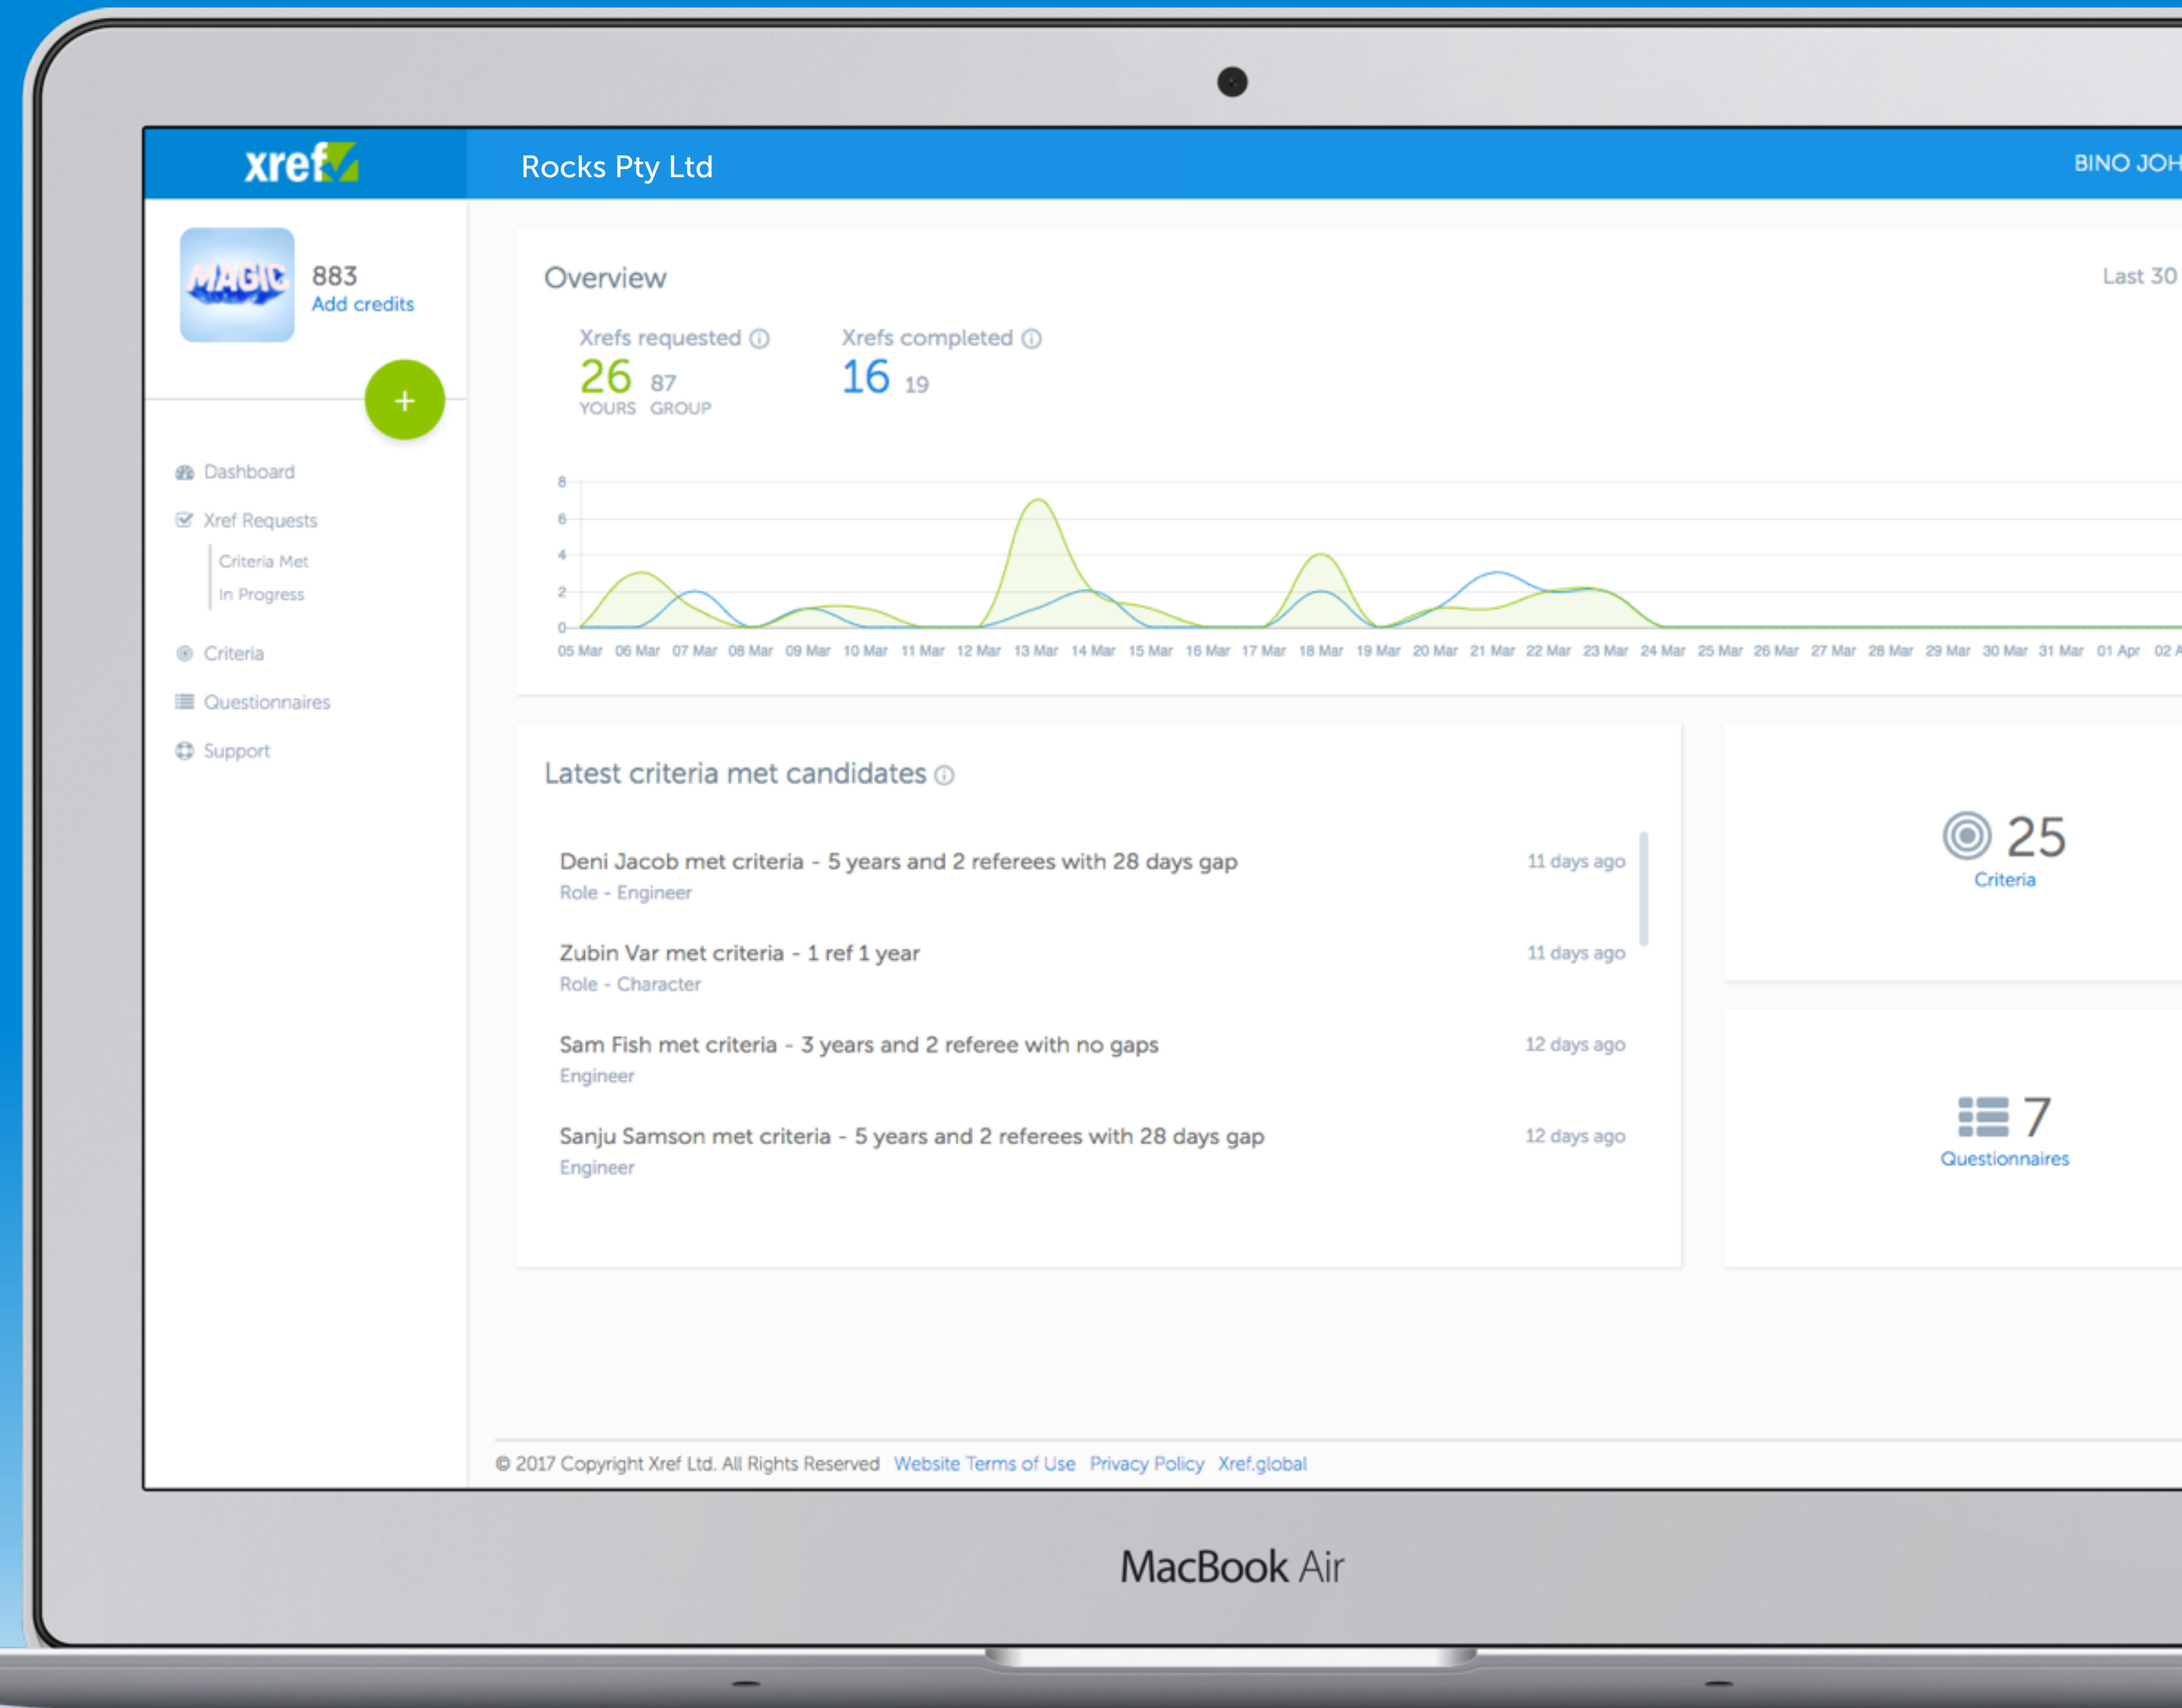 xref
Rocks Pty Ltd
BINO JOH
MAGIC
883
Add credits
+
Dashboard
Xref Requests
Criteria Met
In Progress
Criteria
Questionnaires
Support
Overview
Last 30
Xrefs requested
26 87
YOURS GROUP
Xrefs completed
16 19
8
6
4
2
0
05 Mar 06 Mar 07 Mar 08 Mar 09 Mar 10 Mar 11 Mar 12 Mar 13 Mar 14 Mar 15 Mar 16 Mar 17 Mar 18 Mar 19 Mar 20 Mar 21 Mar 22 Mar 23 Mar 24 Mar 25 Mar 26 Mar 27 Mar 28 Mar 29 Mar 30 Mar 31 Mar 01 Apr 02 A
Latest criteria met candidates
Deni Jacob met criteria - 5 years and 2 referees with 28 days gap 11 days ago
Role - Engineer
Zubin Var met criteria - 1 ref 1 year 11 days ago
Role - Character
Sam Fish met criteria - 3 years and 2 referee with no gaps 12 days ago
Engineer
Sanju Samson met criteria - 5 years and 2 referees with 28 days gap 12 days ago
Engineer
25
Criteria
7
Questionnaires
© 2017 Copyright Xref Ltd. All Rights Reserved Website Terms of Use Privacy Policy Xref.global
MacBook Air